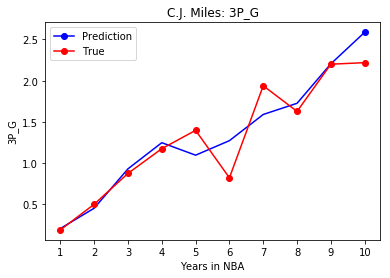 C.J. Miles: 3P_G
Prediction
True
2.5
2.0
1.5
1.0
0.5
3P_G
1 2 3 4 5 6 7 8 9 10
Years in NBA